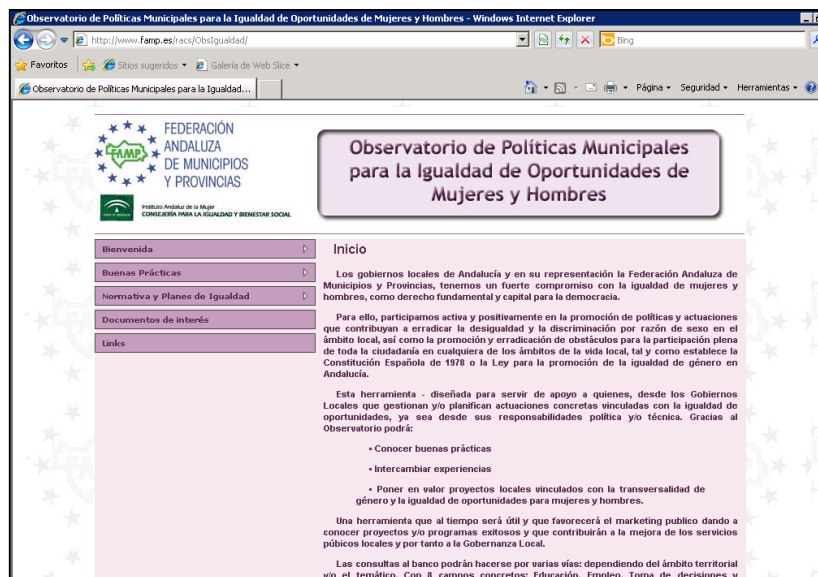 Observatorio de Políticas Municipales para la Igualdad de Oportunidades de Mujeres y Hombres - Windows Internet Explorer
http://www.famp.es/racs/ObsIgualdad/
Bing
Favoritos
Sitios sugeridos
Galería de Web Slice
Observatorio de Políticas Municipales para la Igualdad...
Página
Seguridad
Herramientas
FEDERACIÓN
ANDALUZA
DE MUNICIPIOS
Y PROVINCIAS
FAMP
Instituto Andaluz de la Mujer
CONSEJERÍA PARA LA IGUALDAD Y BIENESTAR SOCIAL
Observatorio de Políticas Municipales
para la Igualdad de Oportunidades de
Mujeres y Hombres
Bienvenida
Buenas Prácticas
Normativa y Planes de Igualdad
Documentos de interés
Links
Inicio
Los gobiernos locales de Andalucía y en su representación la Federación Andaluza de
Municipios y Provincias, tenemos un fuerte compromiso con la igualdad de mujeres y
hombres, como derecho fundamental y capital para la democracia.
Para ello, participamos activa y positivamente en la promoción de políticas y actuaciones
que contribuyan a erradicar la desigualdad y la discriminación por razón de sexo en el
ámbito local, así como la promoción y erradicación de obstáculos para la participación plena
de toda la ciudadanía en cualquiera de los ámbitos de la vida local, tal y como establece la
Constitución Española de 1978 o la Ley para la promoción de la igualdad de género en
Andalucía.
Esta herramienta - diseñada para servir de apoyo a quienes, desde los Gobiernos
Locales que gestionan y/o planifican actuaciones concretas vinculadas con la igualdad de
oportunidades, ya sea desde sus responsabilidades política y/o técnica. Gracias al
Observatorio podrá:
• Conocer buenas prácticas
• Intercambiar experiencias
• Poner en valor proyectos locales vinculados con la transversalidad de
género y la igualdad de oportunidades para mujeres y hombres.
Una herramienta que al tiempo será útil y que favorecerá el marketing publico dando a
conocer proyectos y/o programas exitosos y que contribuirán a la mejora de los servicios
púbicos locales y por tanto a la Gobernanza Local.
Las consultas al banco podrán hacerse por varias vías: dependiendo del ámbito territorial
y/o el temático. Con 8 campos concretos: Educación, Empleo, Toma de decisiones y